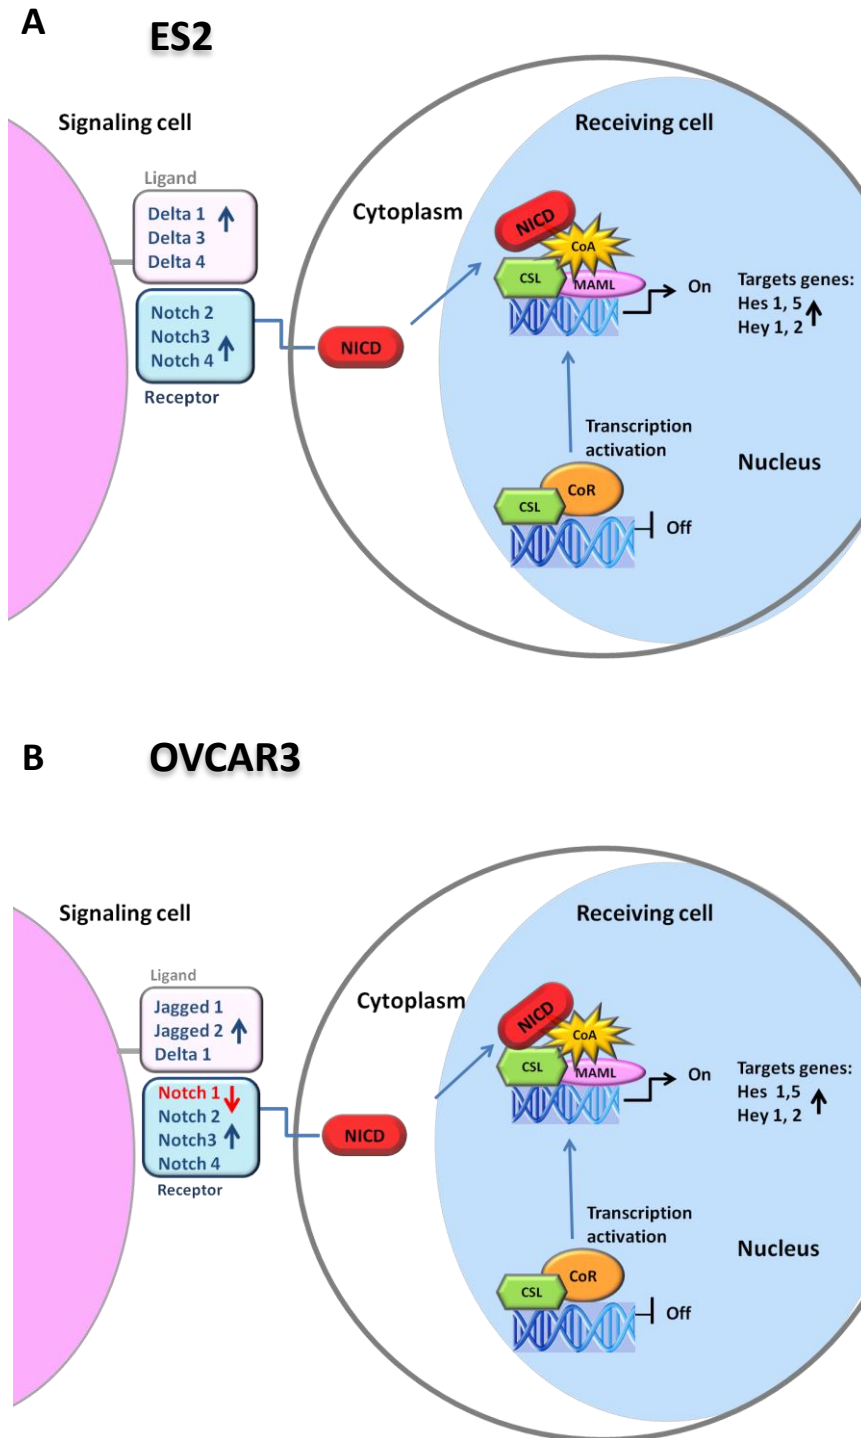 A
ES2
Signaling cell
Receiving cell
Ligand
Delta 1
Delta 3
Delta 4
Cytoplasm
NICD
CoA
CSL
MAML
On
Targets genes:
Hes 1, 5
Hey 1, 2
Notch 2
Notch3
Notch 4
Receptor
NICD
Transcription
activation
Nucleus
CoR
CSL
Off
B
OVCAR3
Signaling cell
Receiving cell
Ligand
Jagged 1
Jagged 2
Delta 1
Cytoplasm
NICD
CoA
CSL
MAML
On
Targets genes:
Hes 1,5
Hey 1, 2
Notch 1
Notch 2
Notch3
Notch 4
Receptor
NICD
Transcription
activation
Nucleus
CoR
CSL
Off